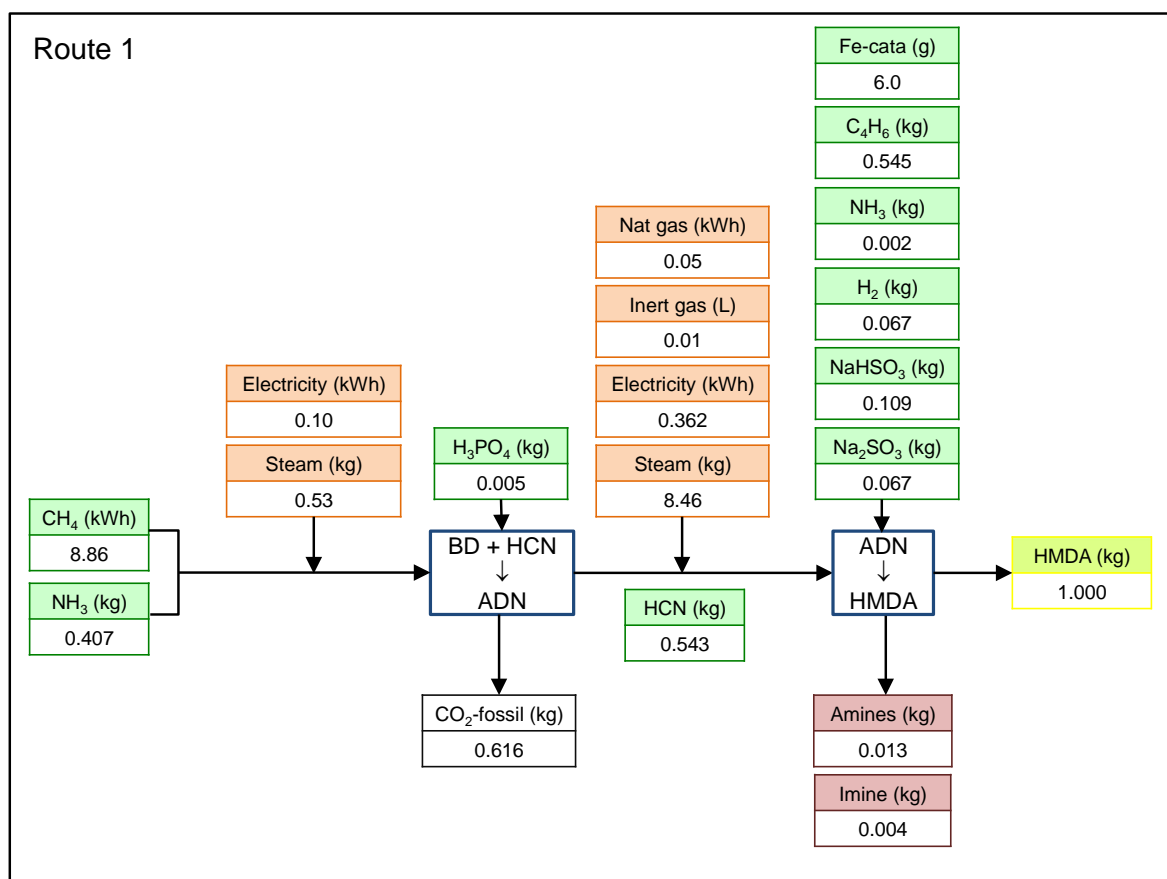 Route 1
Fe-cata (g)
6.0
C₄H₆ (kg)
0.545
NH₃ (kg)
0.002
H₂ (kg)
0.067
NaHSO₃ (kg)
0.109
Na₂SO₃ (kg)
0.067
Nat gas (kWh)
0.05
Inert gas (L)
0.01
Electricity (kWh)
0.362
Steam (kg)
8.46
Electricity (kWh)
0.10
Steam (kg)
0.53
H₃PO₄ (kg)
0.005
CH₄ (kWh)
8.86
NH₃ (kg)
0.407
BD + HCN
↓
ADN
HCN (kg)
0.543
ADN
↓
HMDA
HMDA (kg)
1.000
CO₂-fossil (kg)
0.616
Amines (kg)
0.013
Imine (kg)
0.004